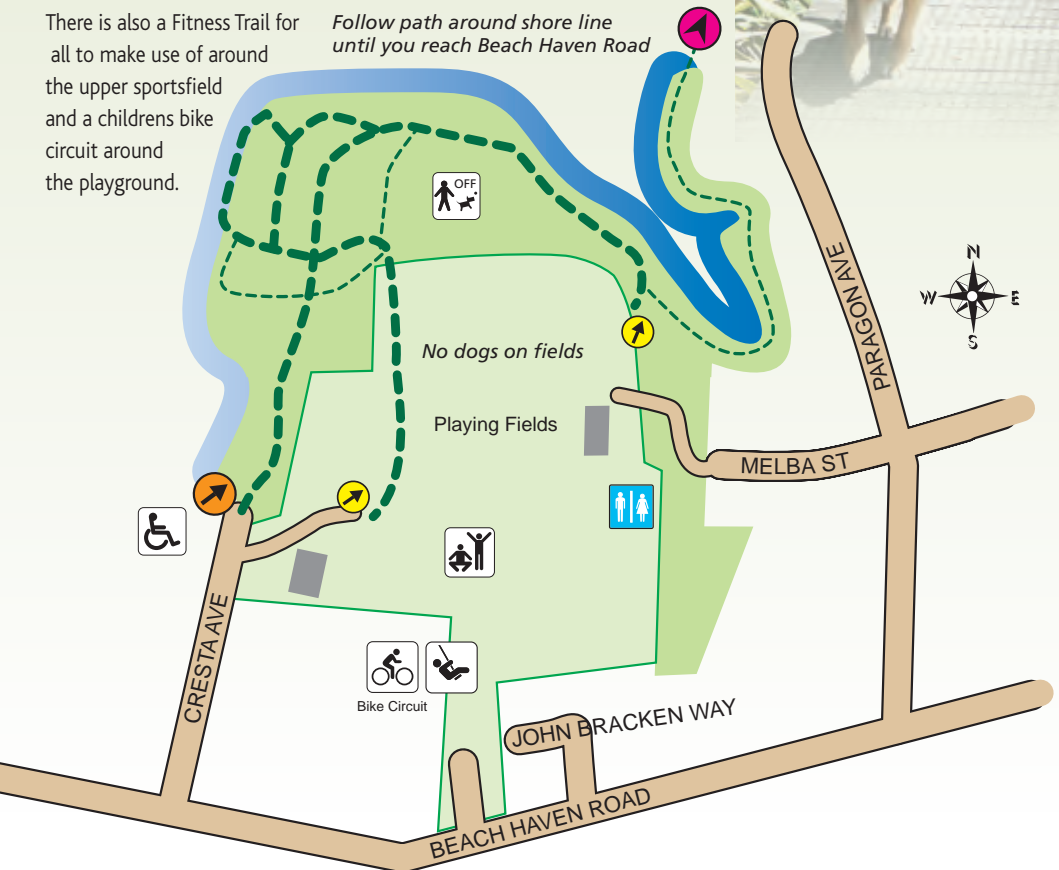 There is also a Fitness Trail for
all to make use of around
the upper sportsfield
and a childrens bike
circuit around
the playground.
Follow path around shore line
until you reach Beach Haven Road
OFF
PARAGON AVE
N
W
E
S
No dogs on fields
Playing Fields
MELBA ST
CRESTA AVE
Bike Circuit
JOHN BRACKEN WAY
BEACH HAVEN ROAD